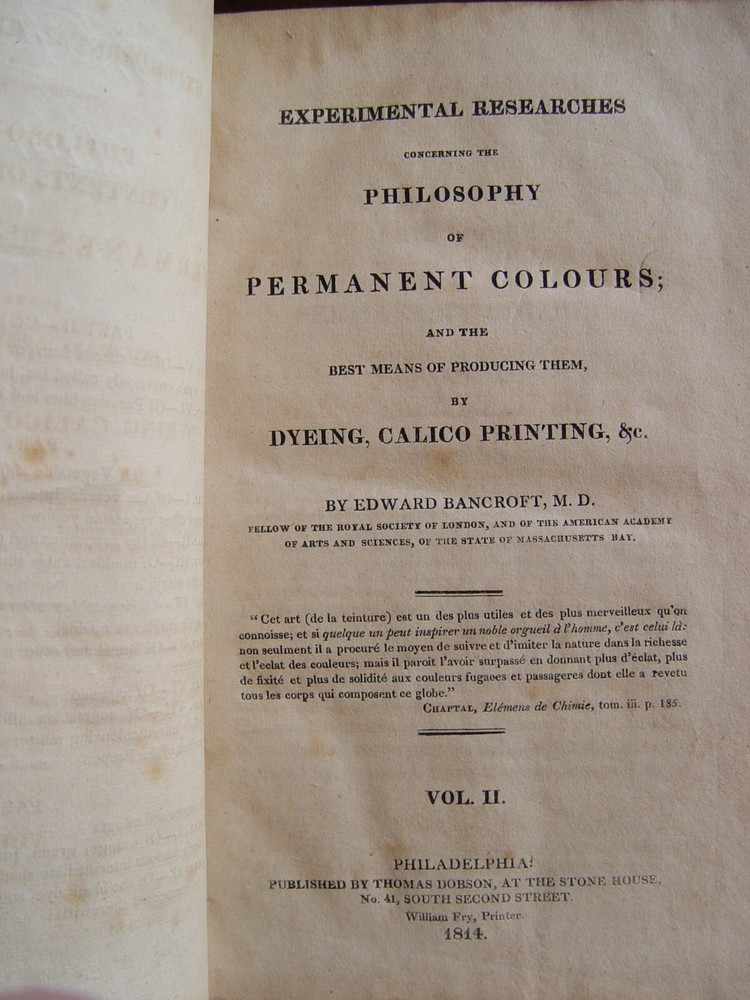 EXPERIMENTAL RESEARCHES
CONCERNING THE
PHILOSOPHY
OF
PERMANENT COLOURS;
AND THE
BEST MEANS OF PRODUCING THEM,
BY
DYEING, CALICO PRINTING, &c.
BY EDWARD BANCROFT, M. D.
FELLOW OF THE ROYAL SOCIETY OF LONDON, AND OF THE AMERICAN ACADEMY
OF ARTS AND SCIENCES, OF THE STATE OF MASSACHUSETTS BAY.
“ Cet art (de la teinture) est un des plus utiles et des plus merveilleux qu'on
connoisse; et si quelque un peut inspirer un noble orgueil à l'homme, c'est celui là:
non seulment il a procuré le moyen de suivre et d'imiter la nature dans la richesse
et l'eclat des couleurs; mais il paroit l'avoir surpassé en donnant plus d'éclat, plus
de fixité et plus de solidité aux couleurs fugaces et passageres dont elle a revetu
tous les corps qui composent ce globe.”
CHAPTAL, Elémens de Chimie, tom. iii. p. 185.
VOL. II.
PHILADELPHIA:
PUBLISHED BY THOMAS DOBSON, AT THE STONE HOUSE,
No. 41, SOUTH SECOND STREET.
William Fry, Printer.
1814.